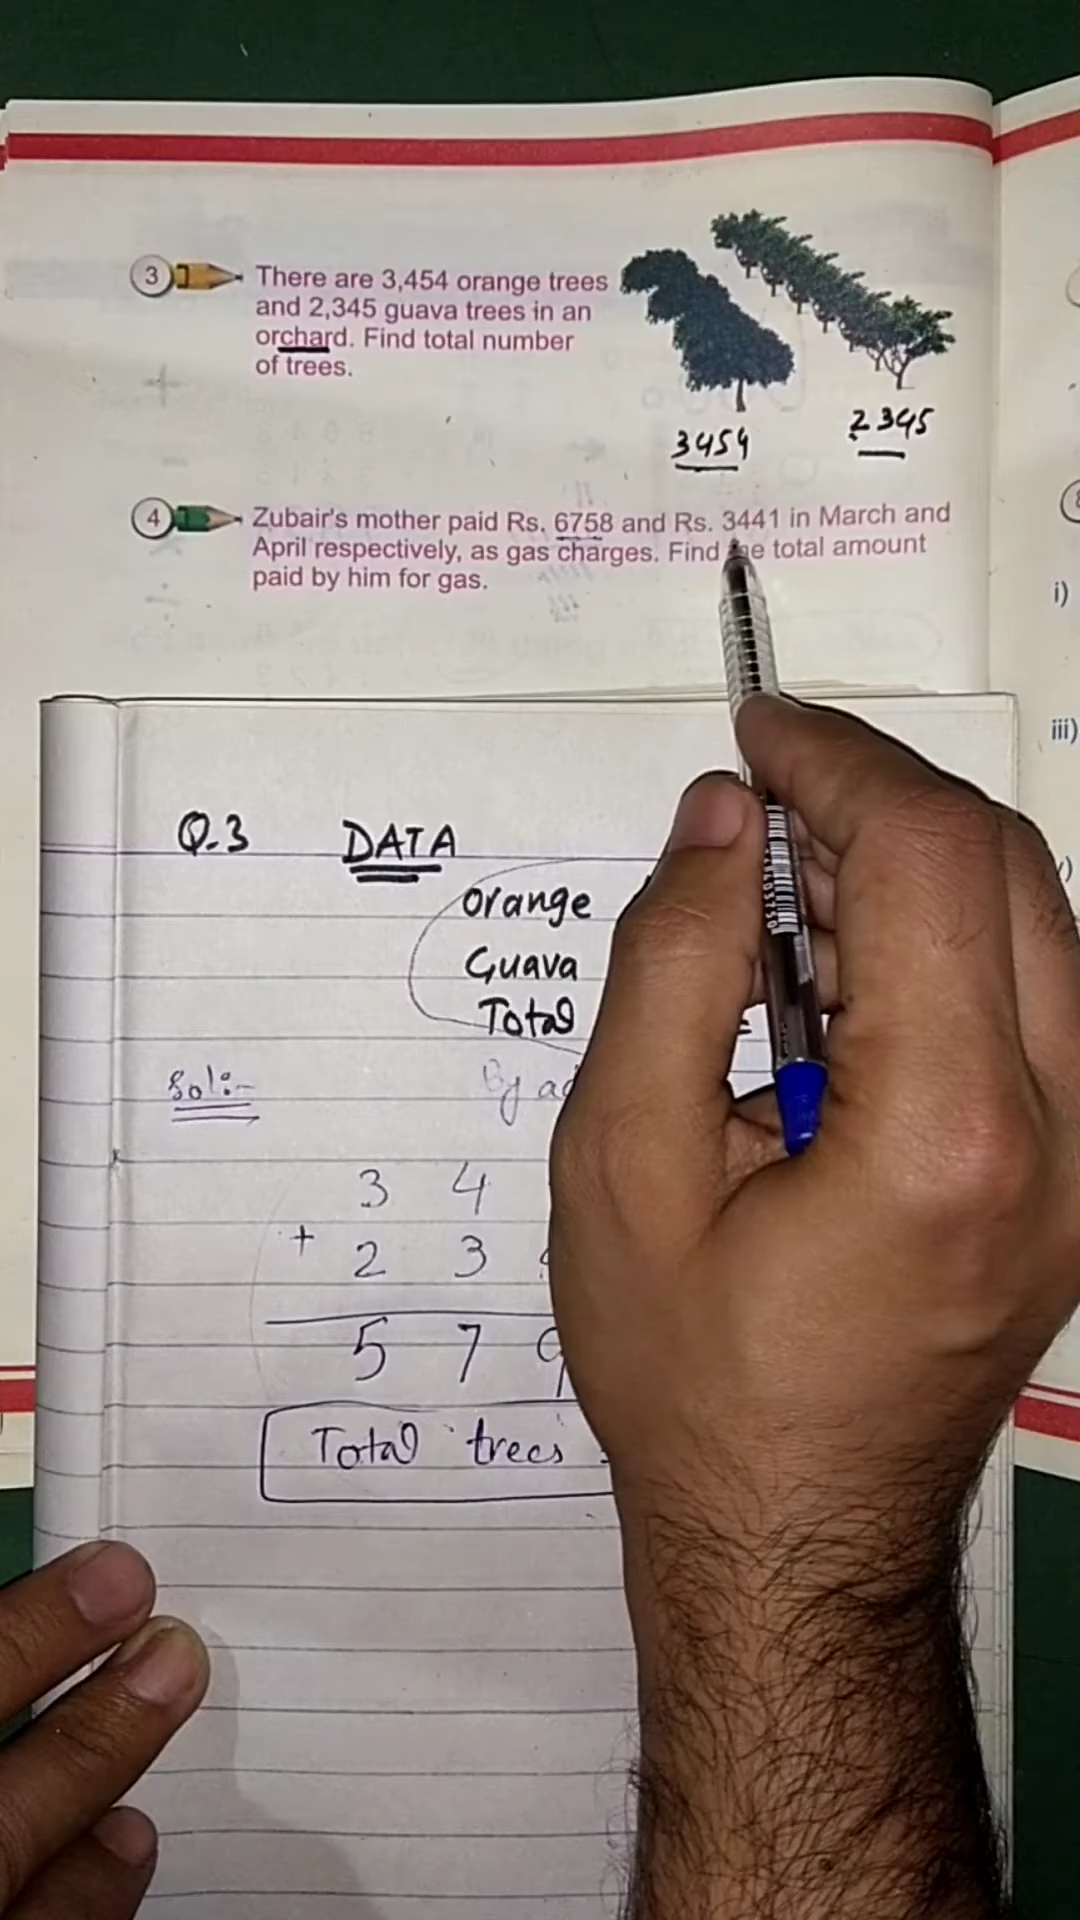 3 There are 3,454 orange trees
and 2,345 guava trees in an
orchard. Find total number
of trees.
3454 2345
4 Zubair's mother paid Rs. 6758 and Rs. 3441 in March and
April respectively, as gas charges. Find the total amount
paid by him for gas.
i)
iii)
Q.3 DATA
Orange
Guava
Total =
Sol:-
By ad
3 4
+ 2 3
5 7 9
Total trees